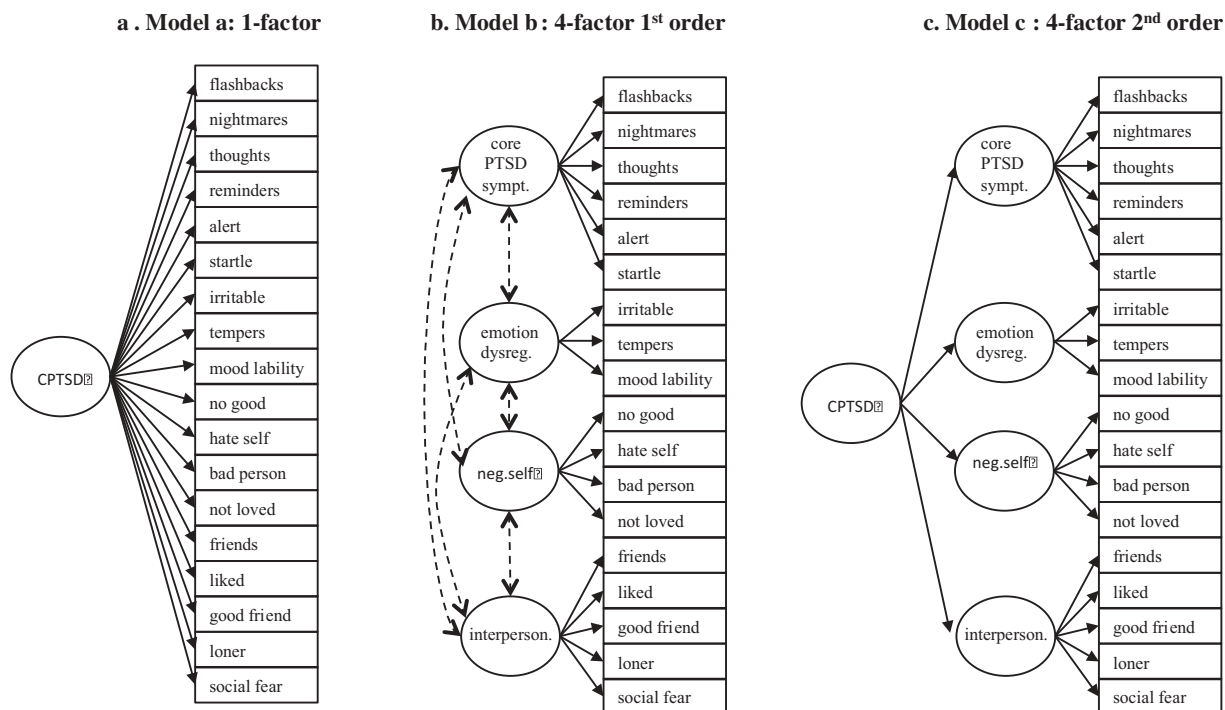 a . Model a: 1-factor
flashbacks
nightmares
thoughts
reminders
alert
startle
irritable
tempers
mood lability
no good
hate self
bad person
not loved
friends
liked
good friend
loner
social fear
CPTSD⍰
b. Model b : 4-factor 1st order
core
PTSD
sympt.
emotion
dysreg.
neg.self⍰
interperson.
flashbacks
nightmares
thoughts
reminders
alert
startle
irritable
tempers
mood lability
no good
hate self
bad person
not loved
friends
liked
good friend
loner
social fear
c. Model c : 4-factor 2nd order
CPTSD⍰
core
PTSD
sympt.
emotion
dysreg.
neg.self⍰
interperson.
flashbacks
nightmares
thoughts
reminders
alert
startle
irritable
tempers
mood lability
no good
hate self
bad person
not loved
friends
liked
good friend
loner
social fear